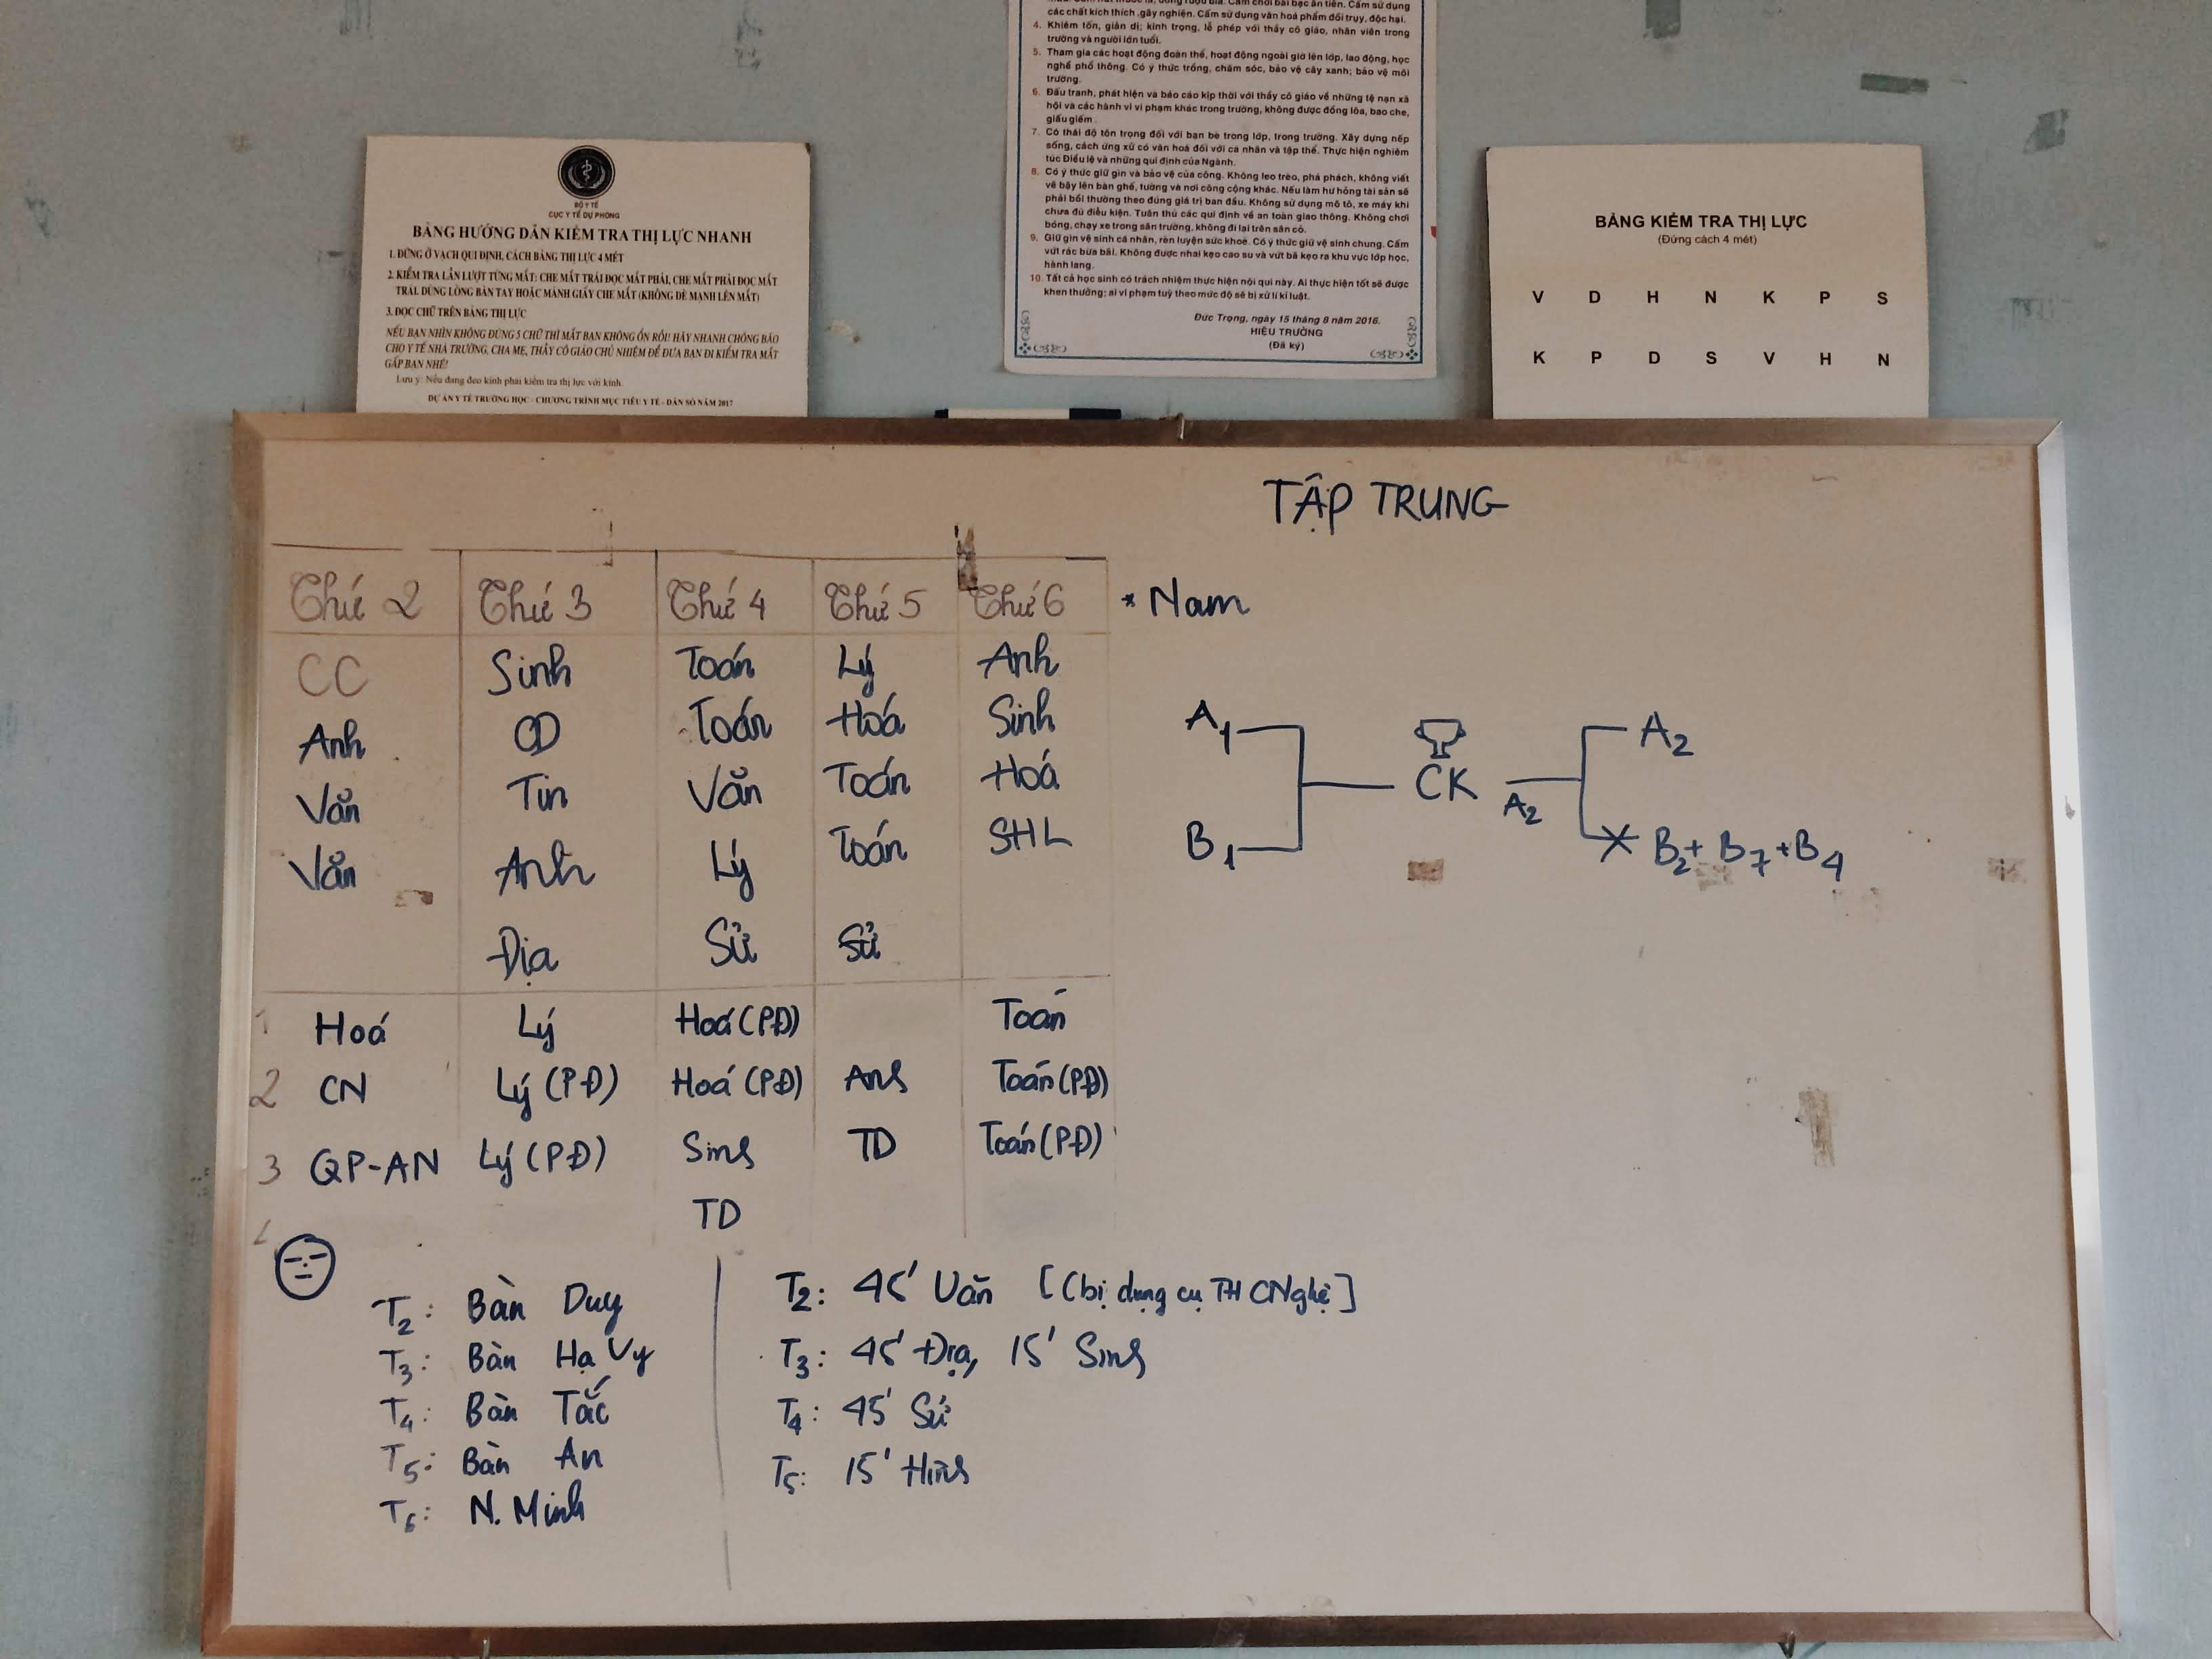 các chất kích thích ,gây nghiện. Cấm sử dụng văn hoá phẩm đồi trụy, độc hại.
4. Khiêm tốn, giản dị; kính trọng, lễ phép với thầy cô giáo, nhân viên trong
trường và người lớn tuổi.
5. Tham gia các hoạt động đoàn thể, hoạt động ngoài giờ lên lớp, lao động, học
nghề phổ thông. Có ý thức trồng, chăm sóc, bảo vệ cây xanh; bảo vệ môi
trường.
6. Đấu tranh, phát hiện và báo cáo kịp thời với thầy cô giáo về những tệ nạn xã
hội và các hành vi vi phạm khác trong trường, không được đồng lõa, bao che,
giấu giếm.
7. Có thái độ tôn trọng đối với bạn bè trong lớp, trong trường. Xây dựng nếp
sống, cách ứng xử có văn hoá đối với cá nhân và tập thể. Thực hiện nghiêm
túc Điều lệ và những qui định của Ngành.
8. Có ý thức giữ gìn và bảo vệ của công. Không leo trèo, phá phách, không viết
vẽ bậy lên bàn ghế, tường và nơi công cộng khác. Nếu làm hư hỏng tài sản sẽ
phải bồi thường theo đúng giá trị ban đầu. Không sử dụng mô tô, xe máy khi
chưa đủ điều kiện. Tuân thủ các qui định về an toàn giao thông. Không chơi
bóng, chạy xe trong sân trường, không đi lại trên sân cỏ.
9. Giữ gìn vệ sinh cá nhân, rèn luyện sức khoẻ. Có ý thức giữ vệ sinh chung. Cấm
vứt rác bừa bãi. Không được nhai kẹo cao su và vứt bã kẹo ra khu vực lớp học,
hành lang.
10. Tất cả học sinh có trách nhiệm thực hiện nội qui này. Ai thực hiện tốt sẽ được
khen thưởng; ai vi phạm tuỳ theo mức độ sẽ bị xử lí kỉ luật.
Đức Trọng, ngày 15 tháng 8 năm 2016.
HIỆU TRƯỞNG
(Đã ký)
BỘ Y TẾ
CỤC Y TẾ DỰ PHÒNG
BẢNG HƯỚNG DẪN KIỂM TRA THỊ LỰC NHANH
1. ĐỨNG Ở VẠCH QUI ĐỊNH, CÁCH BẢNG THỊ LỰC 4 MÉT
2. KIỂM TRA LẦN LƯỢT TỪNG MẮT: CHE MẮT TRÁI ĐỌC MẮT PHẢI, CHE MẮT PHẢI ĐỌC MẮT
TRÁI. DÙNG LÒNG BÀN TAY HOẶC MẢNH GIẤY CHE MẮT (KHÔNG ĐÈ MẠNH LÊN MẮT)
3. ĐỌC CHỮ TRÊN BẢNG THỊ LỰC
NẾU BẠN NHÌN KHÔNG ĐÚNG 5 CHỮ THÌ MẮT BẠN KHÔNG ỔN RỒI! HÃY NHANH CHÓNG BÁO
CHO Y TẾ NHÀ TRƯỜNG, CHA MẸ, THẦY CÔ GIÁO CHỦ NHIỆM ĐỂ ĐƯA BẠN ĐI KIỂM TRA MẮT
GẤP BẠN NHÉ!
Lưu ý: Nếu đang đeo kính phải kiểm tra thị lực với kính.
DỰ ÁN Y TẾ TRƯỜNG HỌC - CHƯƠNG TRÌNH MỤC TIÊU Y TẾ - DÂN SỐ NĂM 2017
BẢNG KIỂM TRA THỊ LỰC
(Đứng cách 4 mét)
V D H N K P S
K P D S V H N
TẬP TRUNG
Thứ 2 Thứ 3 Thứ 4 Thứ 5 Thứ 6
CC Sinh Toán Lý Anh
Anh CD Toán Hoá Sinh
Văn Tin Văn Toán Hoá
Văn Anh Lý Toán SHL
Địa Sử Sử
1 Hoá Lý Hoá (PĐ) Toán
2 CN Lý (PĐ) Hoá (PĐ) Anh Toán (PĐ)
3 QP-AN Lý (PĐ) Sinh TD Toán (PĐ)
TD
* Nam
A1 A2
CK
A2
B1 B2 + B7 + B4
T2: Bàn Duy
T3: Bàn Hạ Vy
T4: Bàn Tắc
T5: Bàn An
T6: N. Minh
T2: 45' Văn [Cbị dụng cụ TH CNghệ]
T3: 45' Địa, 15' Sinh
T4: 45' Sử
T5: 15' Hình